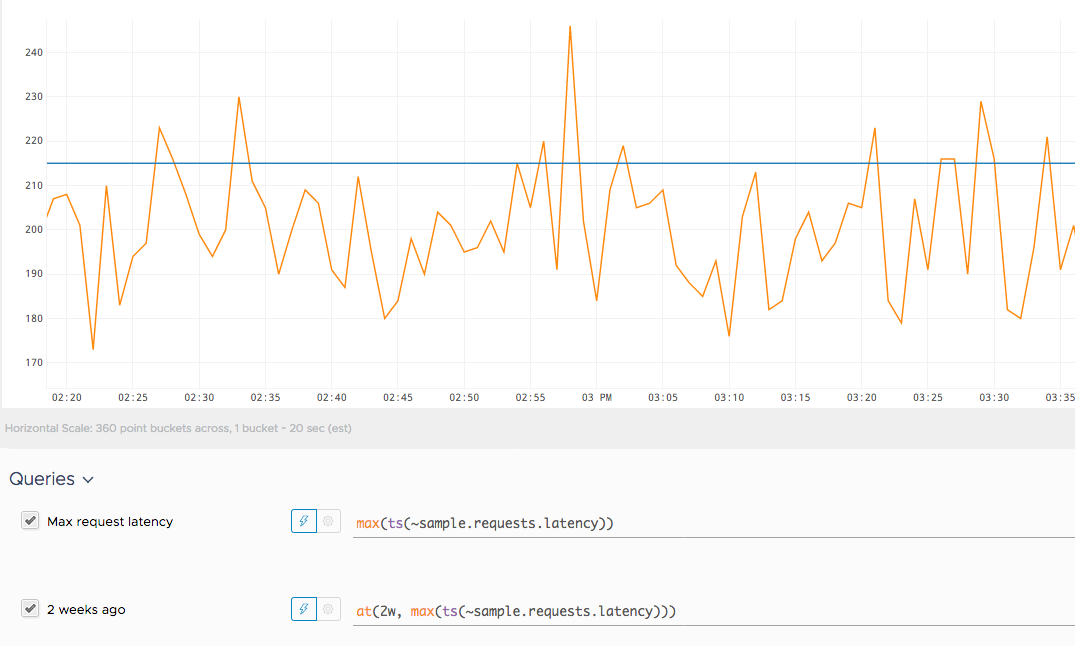 240
230
220
210
200
190
180
170
02:20 02:25 02:30 02:35 02:40 02:45 02:50 02:55 03 PM 03:05 03:10 03:15 03:20 03:25 03:30 03:35
Horizontal Scale: 360 point buckets across, 1 bucket - 20 sec (est)
Queries
Max request latency max(ts(~sample.requests.latency))
2 weeks ago at(2w, max(ts(~sample.requests.latency)))